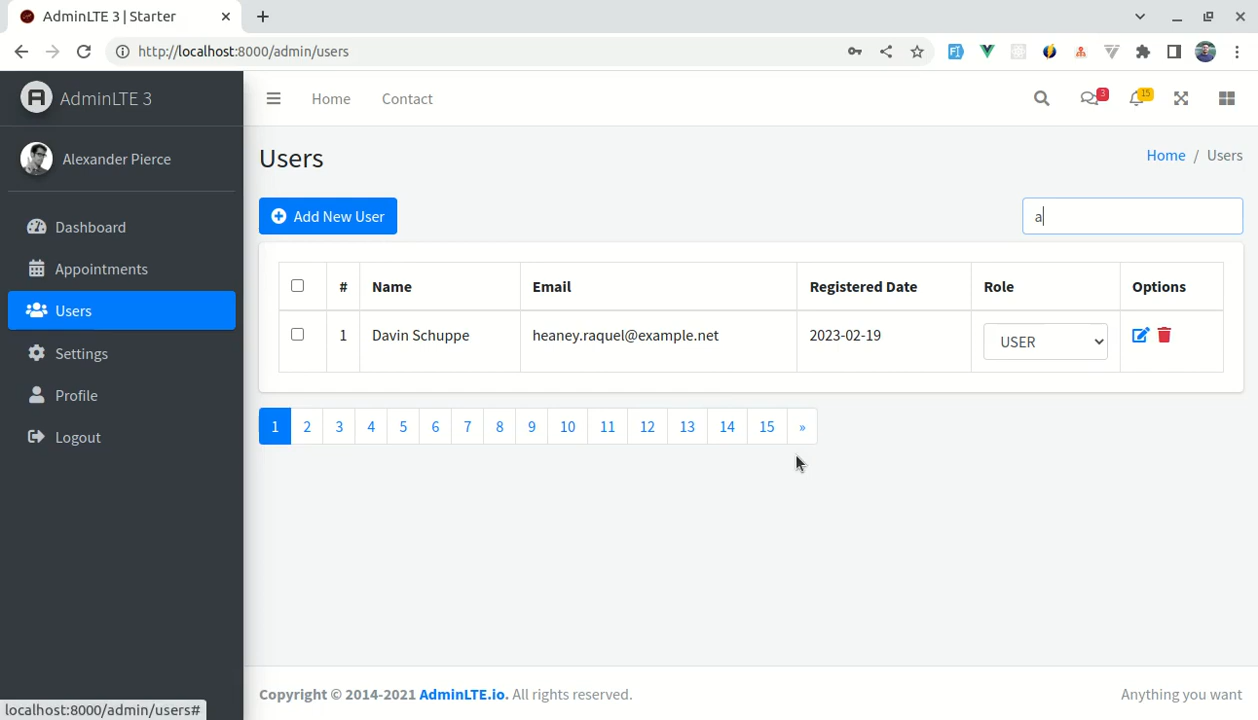 AdminLTE 3 | Starter
http://localhost:8000/admin/users
AdminLTE 3
Home Contact
3
15
Alexander Pierce
Dashboard
Appointments
Users
Settings
Profile
Logout
Users
Home / Users
Add New User
a
# Name Email Registered Date Role Options
1 Davin Schuppe heaney.raquel@example.net 2023-02-19 USER
1 2 3 4 5 6 7 8 9 10 11 12 13 14 15 »
Copyright © 2014-2021 AdminLTE.io. All rights reserved.
Anything you want
localhost:8000/admin/users#